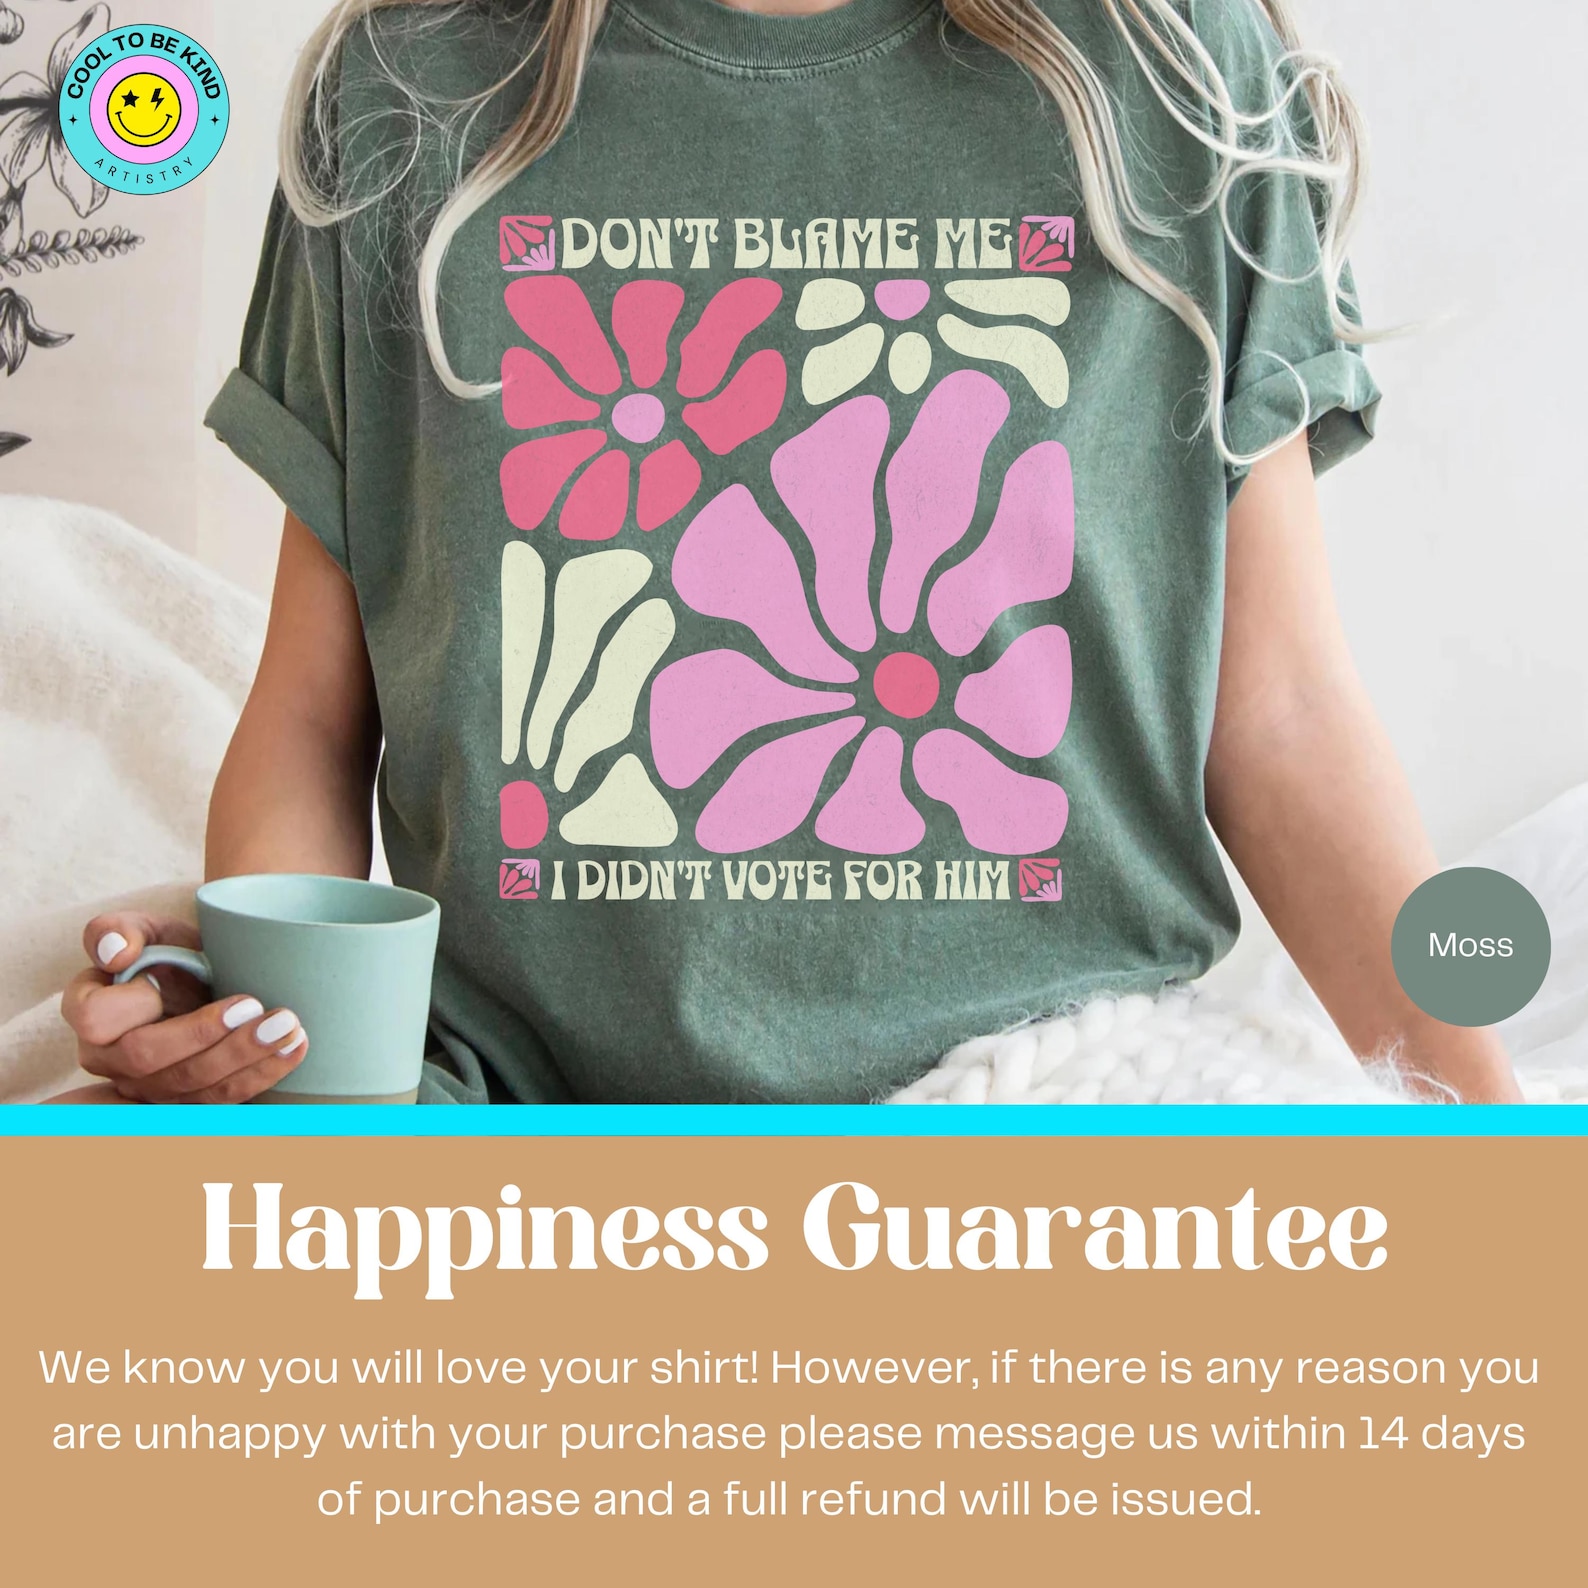 COOL TO BE KIND
ARTISTRY
DON'T BLAME ME
I DIDN'T VOTE FOR HIM
Moss
Happiness Guarantee
We know you will love your shirt! However, if there is any reason you
are unhappy with your purchase please message us within 14 days
of purchase and a full refund will be issued.